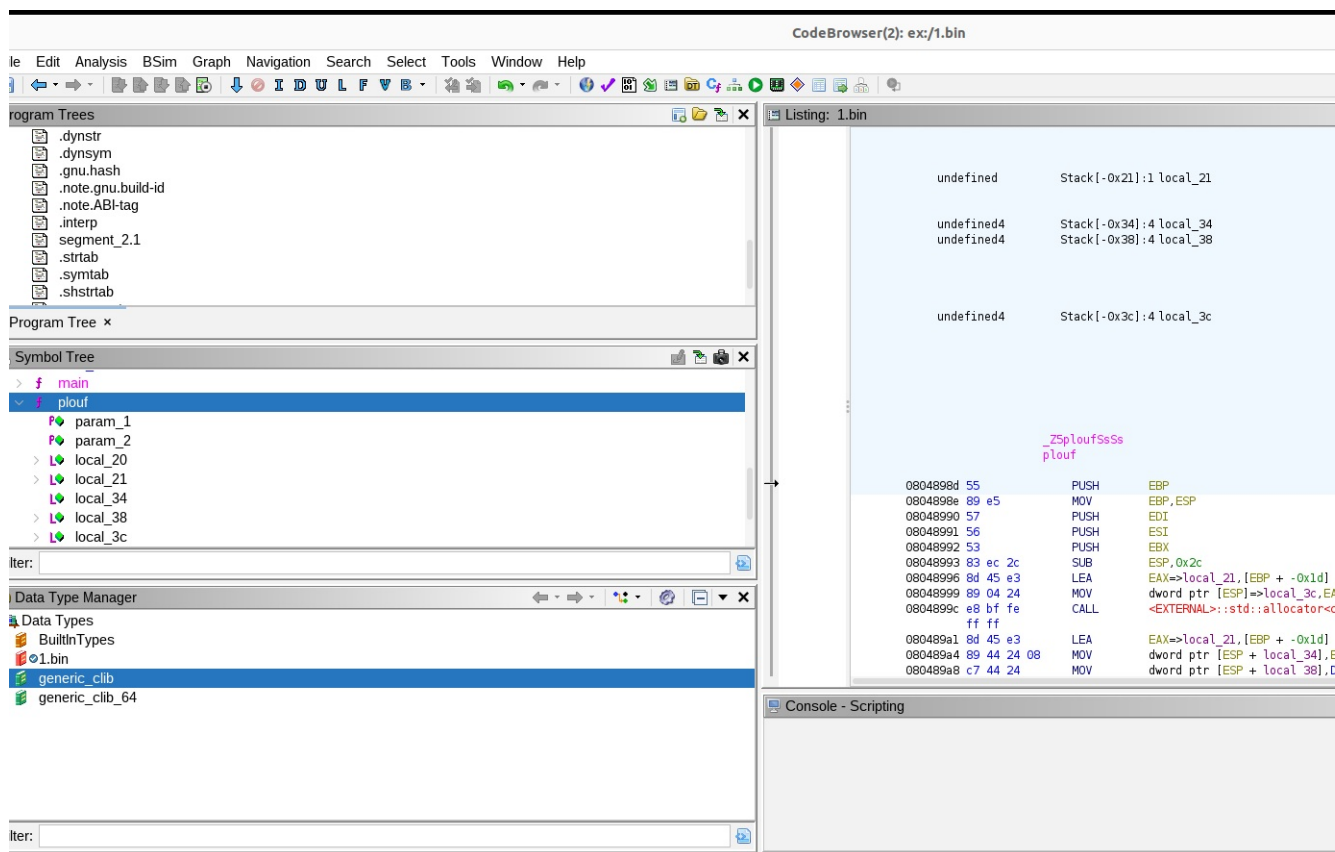 CodeBrowser(2): ex:/1.bin
le Edit Analysis BSim Graph Navigation Search Select Tools Window Help
I D U L F V B
rogram Trees
.dynstr
.dynsym
.gnu.hash
.note.gnu.build-id
.note.ABI-tag
.interp
segment_2.1
.strtab
.symtab
.shstrtab
Program Tree ×
Symbol Tree
f main
f plouf
param_1
param_2
local_20
local_21
local_34
local_38
local_3c
lter:
Data Type Manager
Data Types
BuiltInTypes
1.bin
generic_clib
generic_clib_64
lter:
Listing: 1.bin
undefined Stack[-0x21]:1 local_21
undefined4 Stack[-0x34]:4 local_34
undefined4 Stack[-0x38]:4 local_38
undefined4 Stack[-0x3c]:4 local_3c
_Z5ploufSsSs
plouf
0804898d 55 PUSH EBP
0804898e 89 e5 MOV EBP,ESP
08048990 57 PUSH EDI
08048991 56 PUSH ESI
08048992 53 PUSH EBX
08048993 83 ec 2c SUB ESP,0x2c
08048996 8d 45 e3 LEA EAX=>local_21,[EBP + -0x1d]
08048999 89 04 24 MOV dword ptr [ESP]=>local_3c,EA
0804899c e8 bf fe CALL <EXTERNAL>::std::allocator<c
ff ff
080489a1 8d 45 e3 LEA EAX=>local_21,[EBP + -0x1d]
080489a4 89 44 24 08 MOV dword ptr [ESP + local_34],E
080489a8 c7 44 24 MOV dword ptr [ESP + local_38],D
Console - Scripting